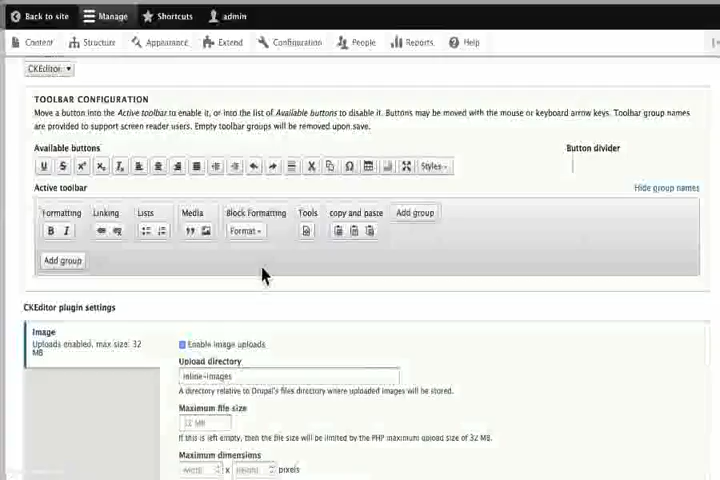 Back to site Manage Shortcuts admin
Content Structure Appearance Extend Configuration People Reports Help
CKEditor
TOOLBAR CONFIGURATION
Move a button into the Active toolbar to enable it, or into the list of Available buttons to disable it. Buttons may be moved with the mouse or keyboard arrow keys. Toolbar group names
are provided to support screen reader users. Empty toolbar groups will be removed upon save.
Available buttons Button divider
U S x² x₂ Tx Ω Styles
Active toolbar Hide group names
Formatting Linking Lists Media Block Formatting Tools copy and paste Add group
B I Format
Add group
CKEditor plugin settings
Image
Uploads enabled, max size: 32
MB
Enable image uploads
Upload directory
inline-images
A directory relative to Drupal's files directory where uploaded images will be stored.
Maximum file size
32 MB
If this is left empty, then the file size will be limited by the PHP maximum upload size of 32 MB.
Maximum dimensions
width x height pixels